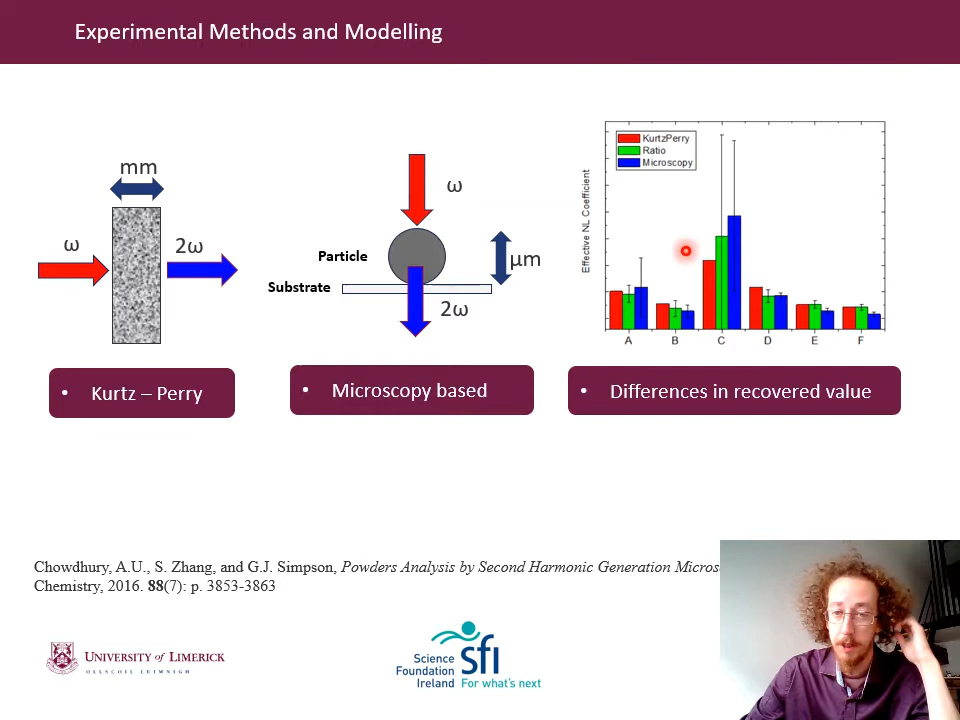 Experimental Methods and Modelling
mm
ω
2ω
• Kurtz – Perry
ω
Particle
Substrate
μm
2ω
• Microscopy based
KurtzPerry
Ratio
Microscopy
Effective NL Coefficient
A B C D E F
• Differences in recovered value
Chowdhury, A.U., S. Zhang, and G.J. Simpson, Powders Analysis by Second Harmonic Generation
Chemistry, 2016. 88(7): p. 3853-3863
UNIVERSITY of LIMERICK
OLLSCOIL LUIMNIGH
Science
Foundation
Ireland
sfi
For what's next